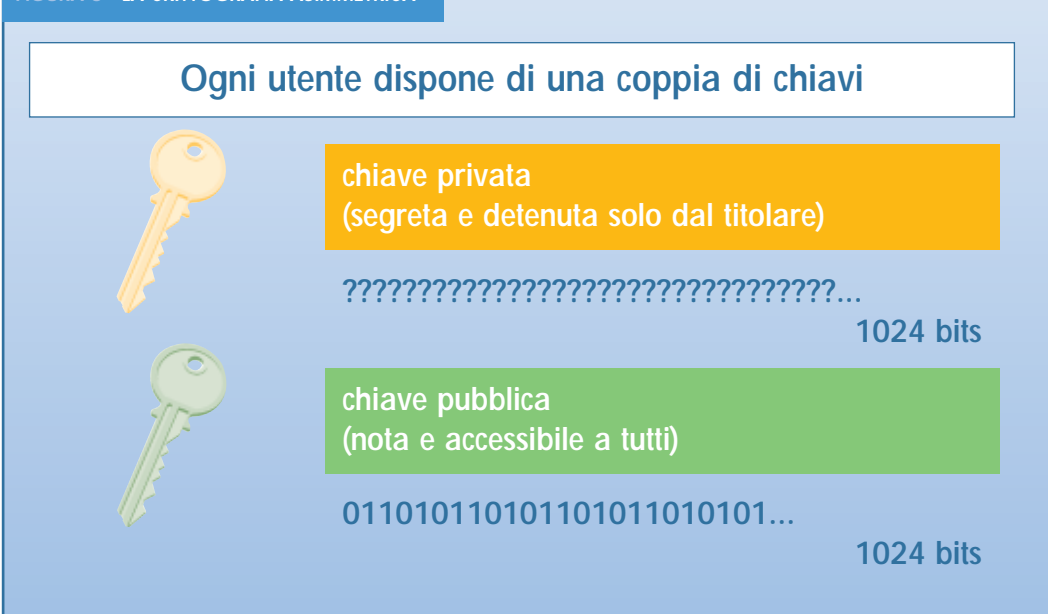 Ogni utente dispone di una coppia di chiavi
chiave privata
(segreta e detenuta solo dal titolare)
?????????????????????????????????...
1024 bits
chiave pubblica
(nota e accessibile a tutti)
0110101101011010110101010101...
1024 bits